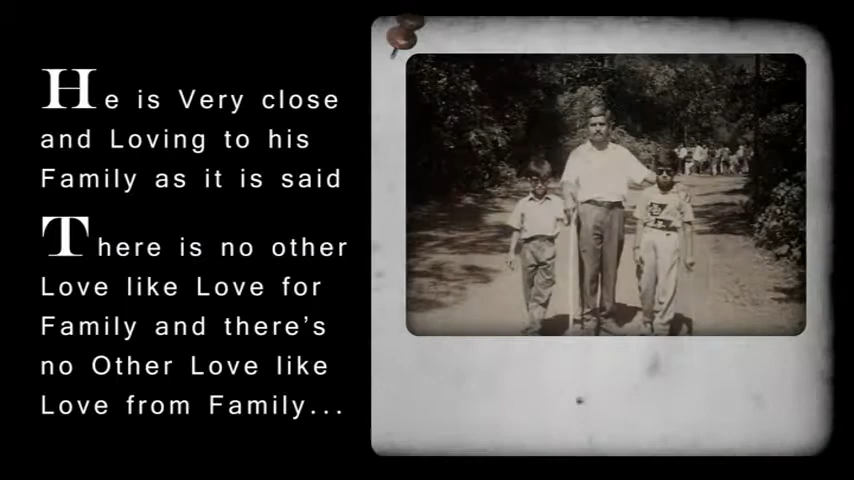 He is Very close
and Loving to his
Family as it is said
There is no other
Love like Love for
Family and there's
no Other Love like
Love from Family...